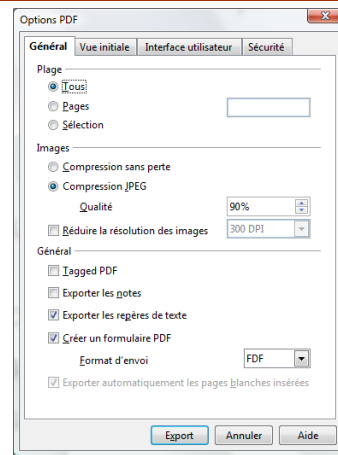 Options PDF
Général Vue initiale Interface utilisateur Sécurité
Plage
Tous
Pages
Sélection
Images
Compression sans perte
Compression JPEG
Qualité 90%
Réduire la résolution des images 300 DPI
Général
Tagged PDF
Exporter les notes
Exporter les repères de texte
Créer un formulaire PDF
Format d'envoi FDF
Exporter automatiquement les pages blanches insérées
Export Annuler Aide